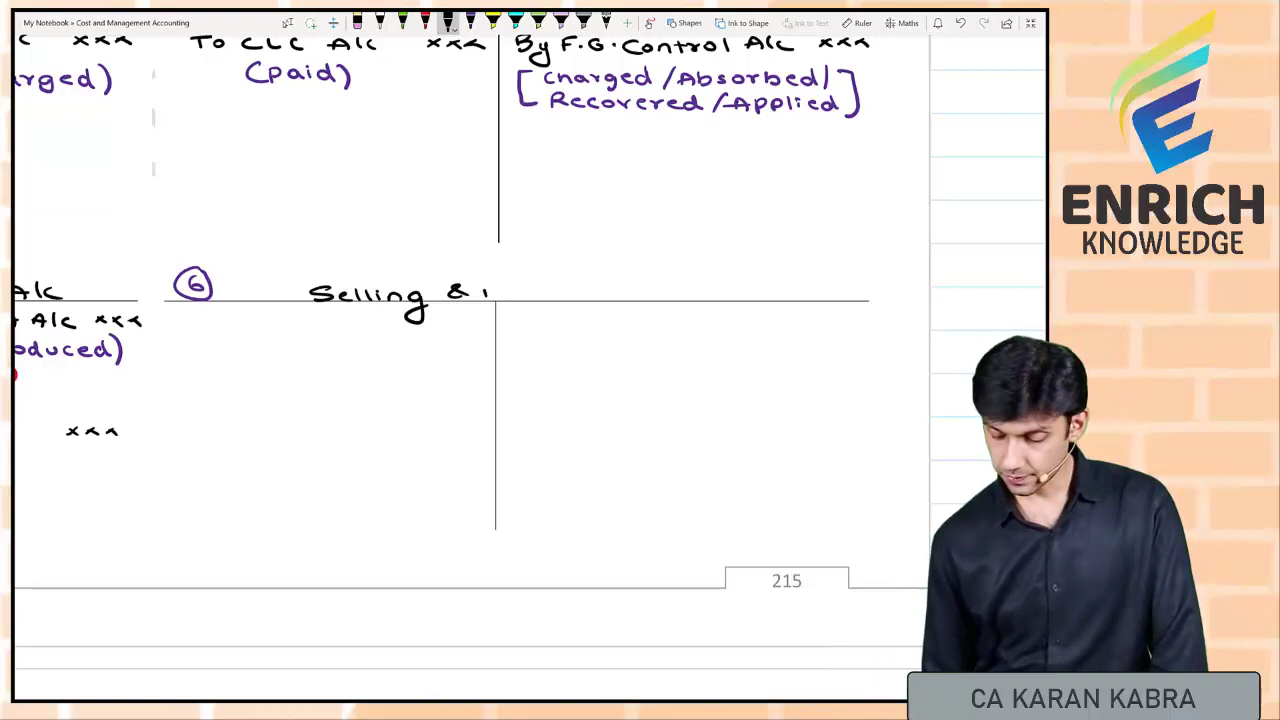 My Notebook » Cost and Management Accounting
Shapes
Ink to Shape
Ink to Text
Ruler
Maths
xxx
To CLC A/c xxx
By F.G. Control A/c xxx
arged)
(paid)
[charged/Absorbed/
Recovered/Applied]
A/c
6
Selling &
A/c xxx
oduced)
xxx
215
ENRICH
KNOWLEDGE
CA KARAN KABRA